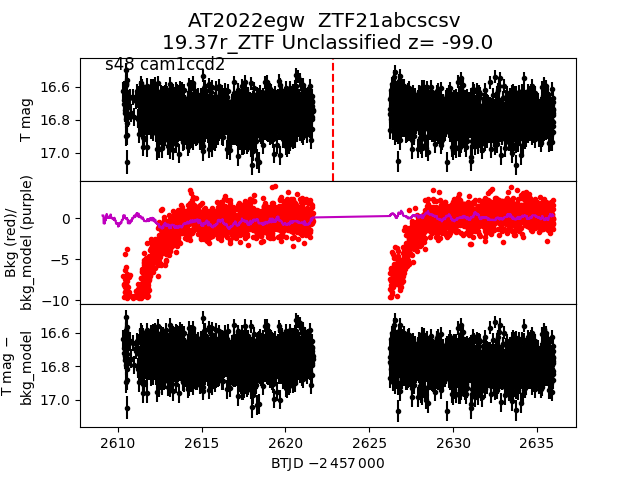 AT2022egw  ZTF21abcscsv
19.37r_ZTF Unclassified z= -99.0
s48 cam1ccd2
T mag
16.6
16.8
17.0
Bkg (red)/
bkg_model (purple)
0
−5
−10
T mag −
bkg_model
16.6
16.8
17.0
2610
2615
2620
2625
2630
2635
BTJD −2 457 000